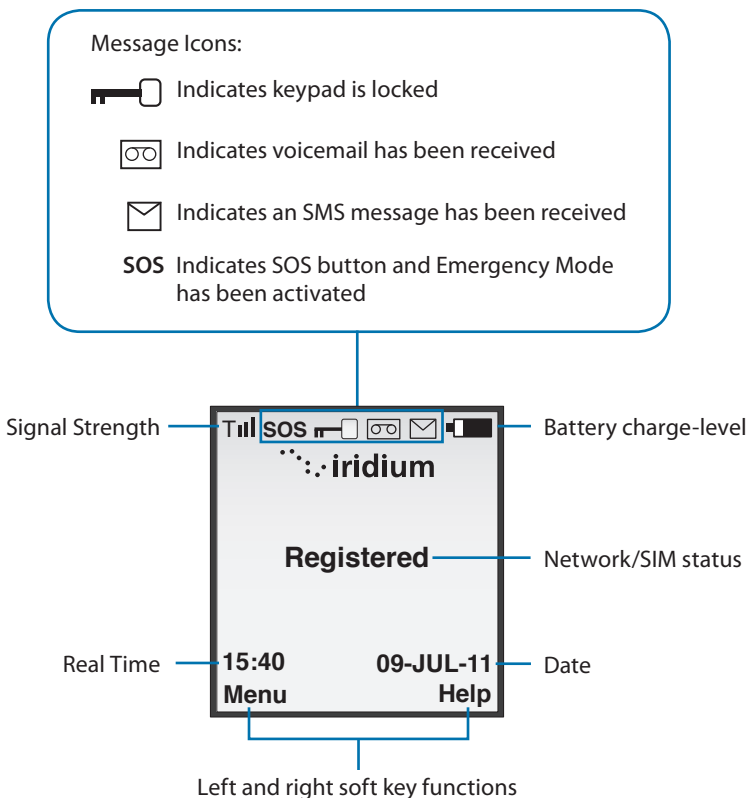 Message Icons:
Indicates keypad is locked
Indicates voicemail has been received
Indicates an SMS message has been received
SOS Indicates SOS button and Emergency Mode
has been activated
Signal Strength
SOS
Battery charge-level
iridium
Registered
Network/SIM status
Real Time
15:40
09-JUL-11
Date
Menu
Help
Left and right soft key functions